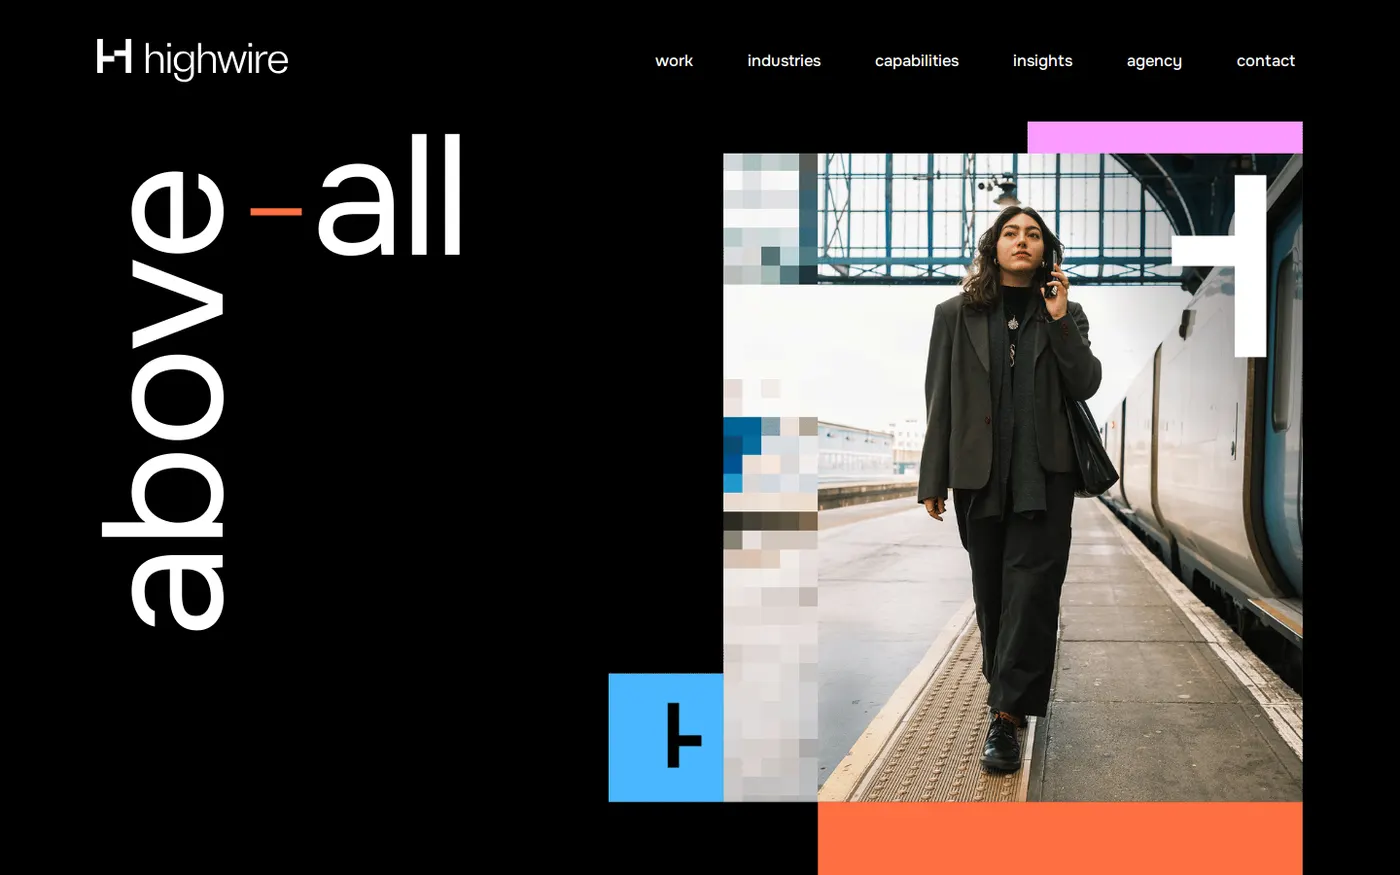 highwire
work
industries
capabilities
insights
agency
contact
above
–all